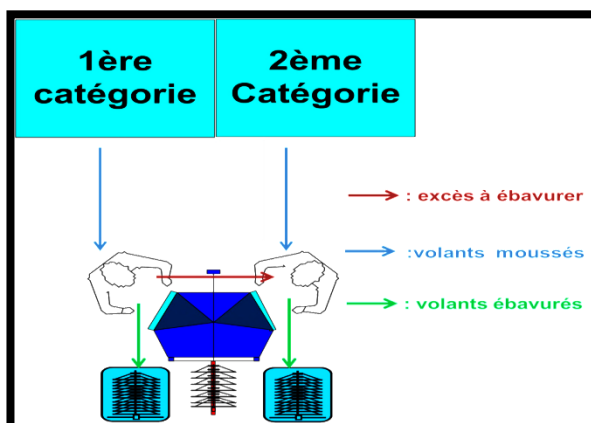 1ère
catégorie
2ème
Catégorie
: excès à ébavurer
:volants moussés
: volants ébavurés